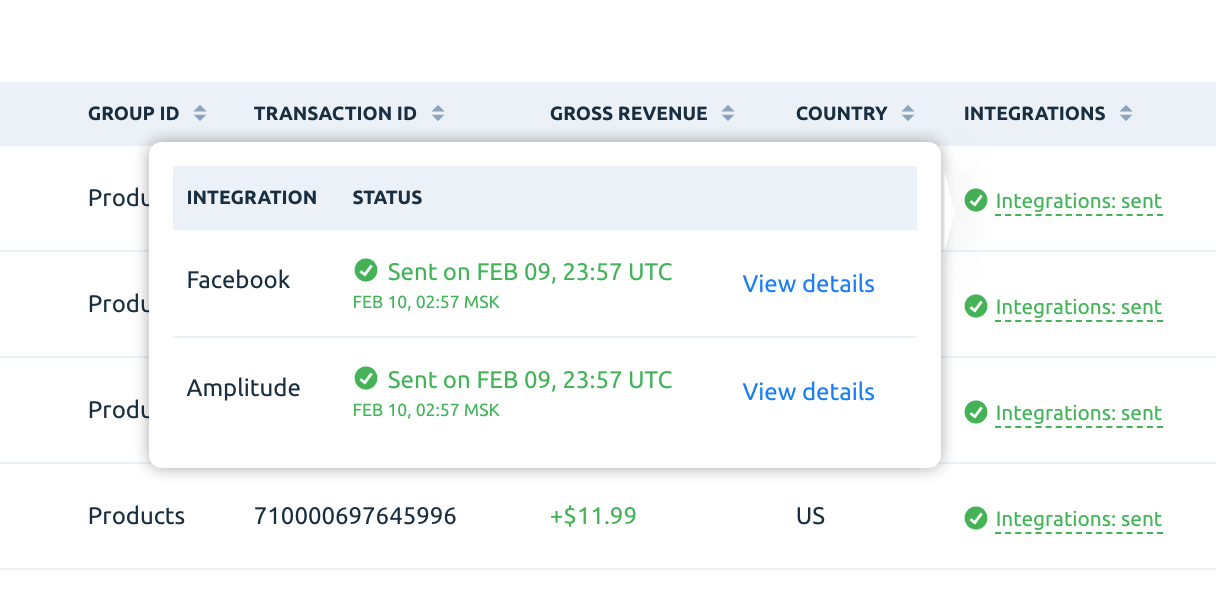 GROUP ID TRANSACTION ID GROSS REVENUE COUNTRY INTEGRATIONS
INTEGRATION STATUS
Produ Integrations: sent
Facebook Sent on FEB 09, 23:57 UTC View details
FEB 10, 02:57 MSK
Produ Integrations: sent
Amplitude Sent on FEB 09, 23:57 UTC View details
FEB 10, 02:57 MSK
Produ Integrations: sent
Products 710000697645996 +$11.99 US Integrations: sent